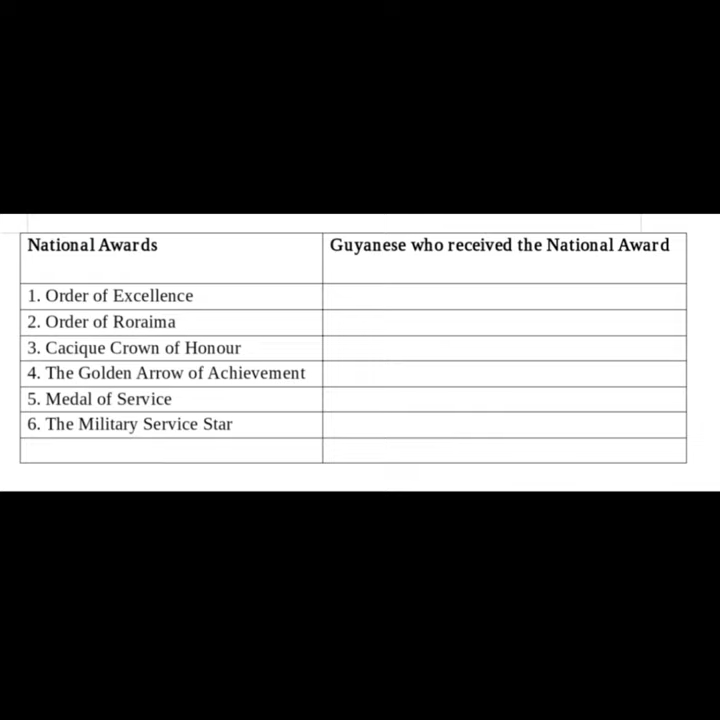 National Awards
Guyanese who received the National Award
1. Order of Excellence
2. Order of Roraima
3. Cacique Crown of Honour
4. The Golden Arrow of Achievement
5. Medal of Service
6. The Military Service Star